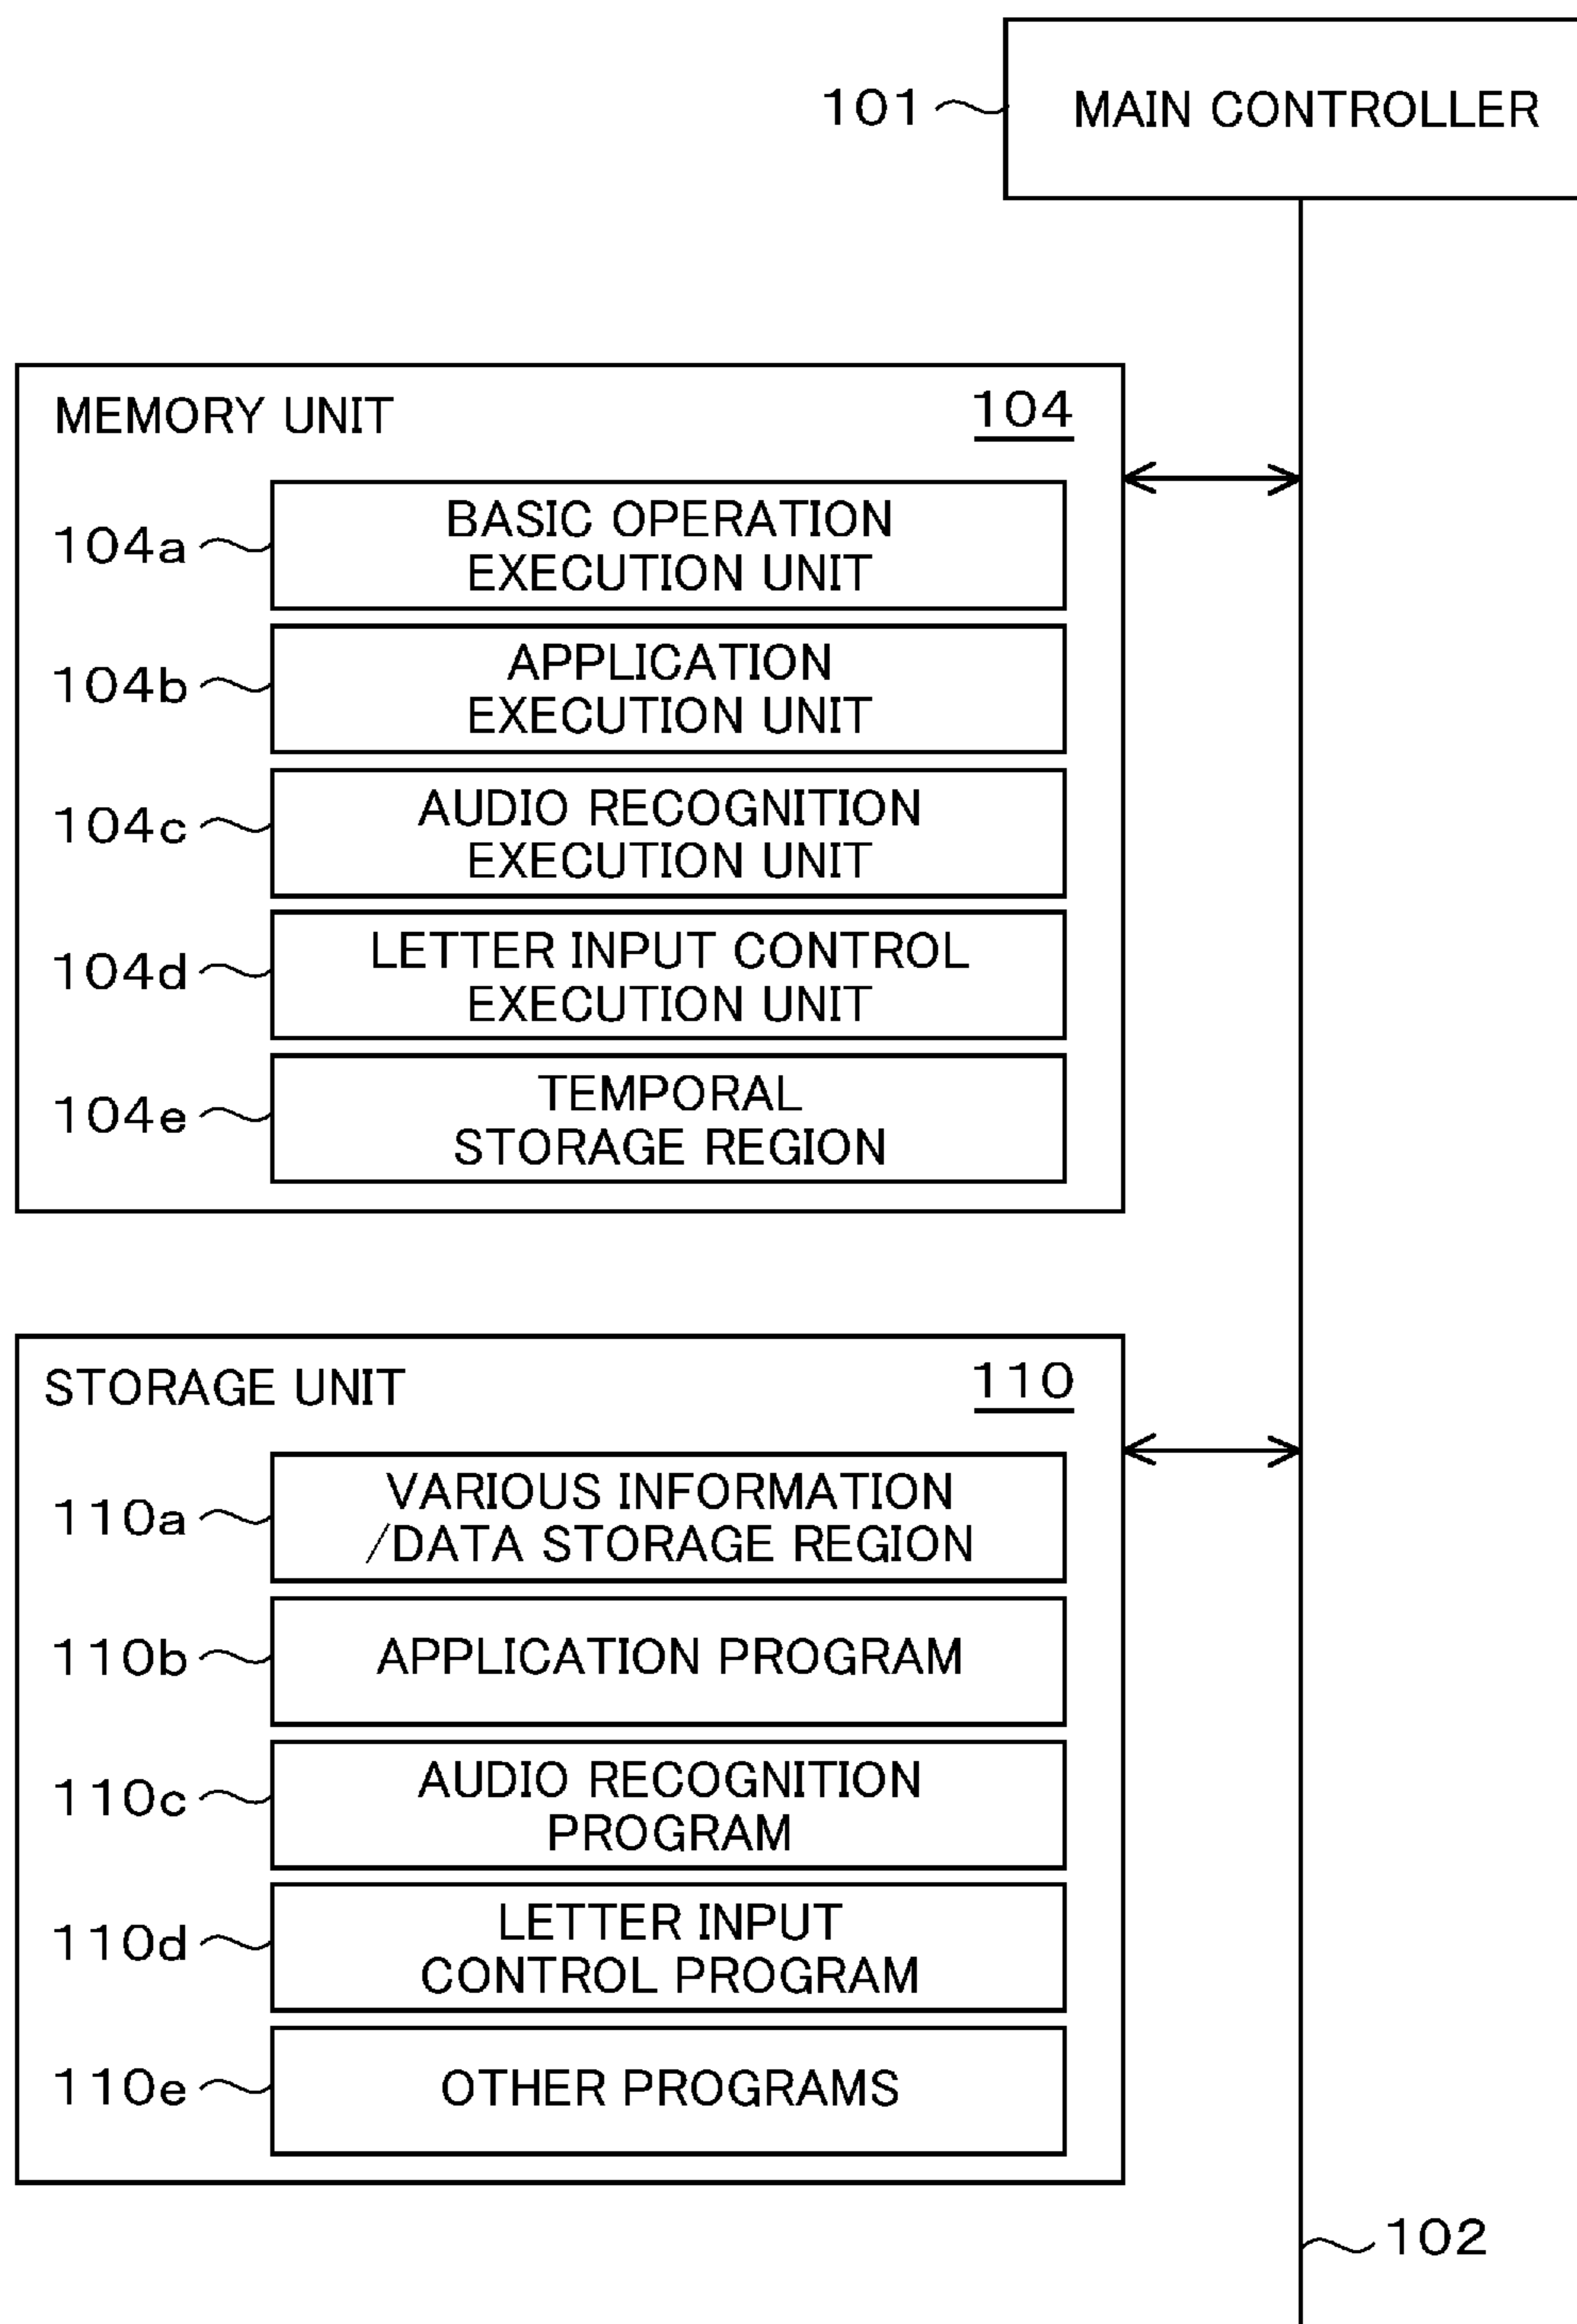 101
MAIN CONTROLLER
MEMORY UNIT
104
104a
BASIC OPERATION
EXECUTION UNIT
104b
APPLICATION
EXECUTION UNIT
104c
AUDIO RECOGNITION
EXECUTION UNIT
104d
LETTER INPUT CONTROL
EXECUTION UNIT
104e
TEMPORAL
STORAGE REGION
STORAGE UNIT
110
110a
VARIOUS INFORMATION
/DATA STORAGE REGION
110b
APPLICATION PROGRAM
110c
AUDIO RECOGNITION
PROGRAM
110d
LETTER INPUT
CONTROL PROGRAM
110e
OTHER PROGRAMS
102